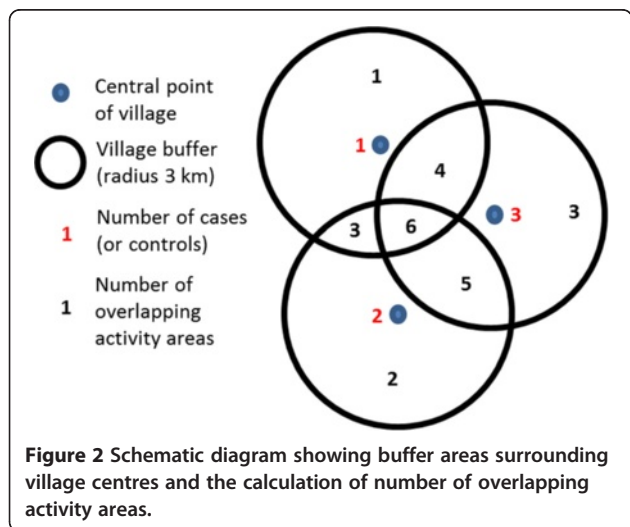 Central point
of village
Village buffer
(radius 3 km)
1 Number of cases
(or controls)
1 Number of
overlapping
activity areas
1
1
4
3
3
3 6
5
2
2
Figure 2 Schematic diagram showing buffer areas surrounding
village centres and the calculation of number of overlapping
activity areas.